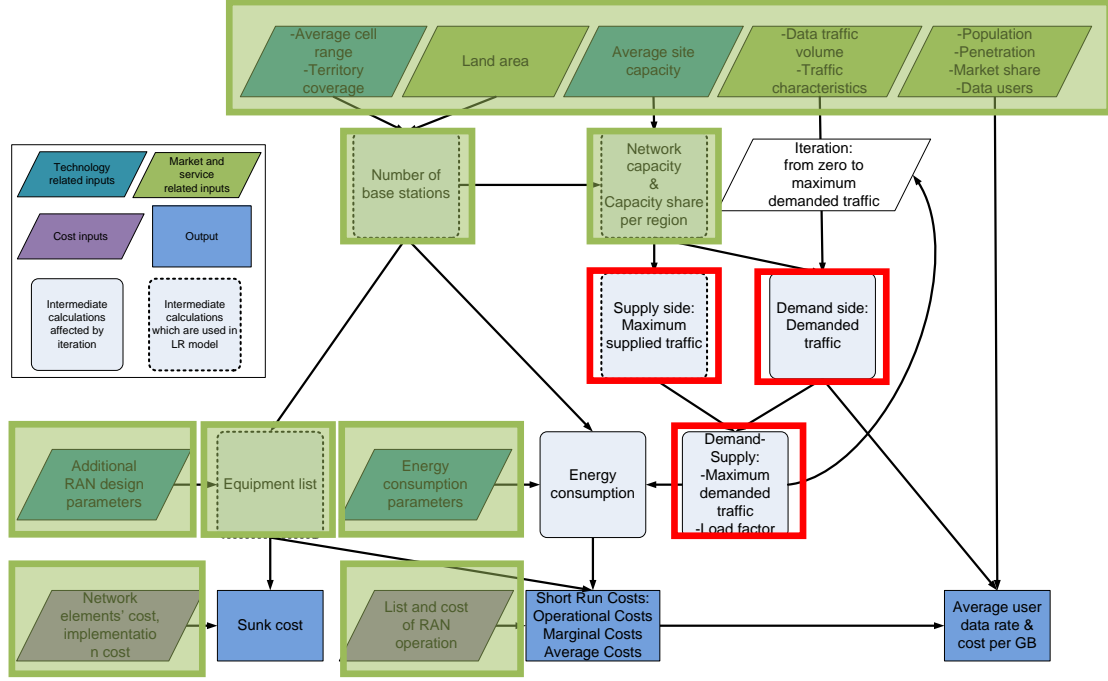 -Average cell
range
-Territory
coverage
Land area
Average site
capacity
-Data traffic
volume
-Traffic
characteristics
-Population
-Penetration
-Market share
-Data users
Technology
related inputs
Market and
service
related inputs
Cost inputs
Output
Intermediate
calculations
affected by
iteration
Intermediate
calculations
which are used in
LR model
Number of
base stations
Network
capacity
&
Capacity share
per region
Iteration:
from zero to
maximum
demanded traffic
Supply side:
Maximum
supplied traffic
Demand side:
Demanded
traffic
Additional
RAN design
parameters
Equipment list
Energy
consumption
parameters
Energy
consumption
Demand-
Supply:
-Maximum
demanded
traffic
-Load factor
Network
elements' cost,
implementatio
n cost
Sunk cost
List and cost
of RAN
operation
Short Run Costs:
Operational Costs
Marginal Costs
Average Costs
Average user
data rate &
cost per GB